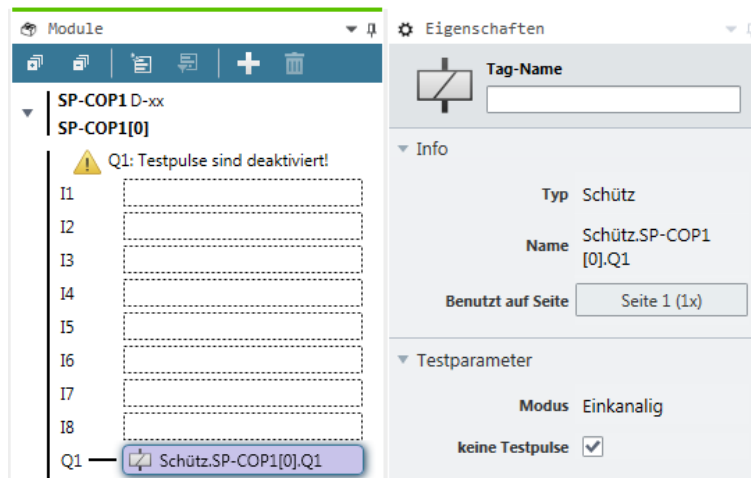 Module
SP-COP1 D-xx
SP-COP1[0]
Q1: Testpulse sind deaktiviert!
I1
I2
I3
I4
I5
I6
I7
I8
Q1 Schütz.SP-COP1[0].Q1
Eigenschaften
Tag-Name
Info
Typ Schütz
Name Schütz.SP-COP1
[0].Q1
Benutzt auf Seite Seite 1 (1x)
Testparameter
Modus Einkanalig
keine Testpulse